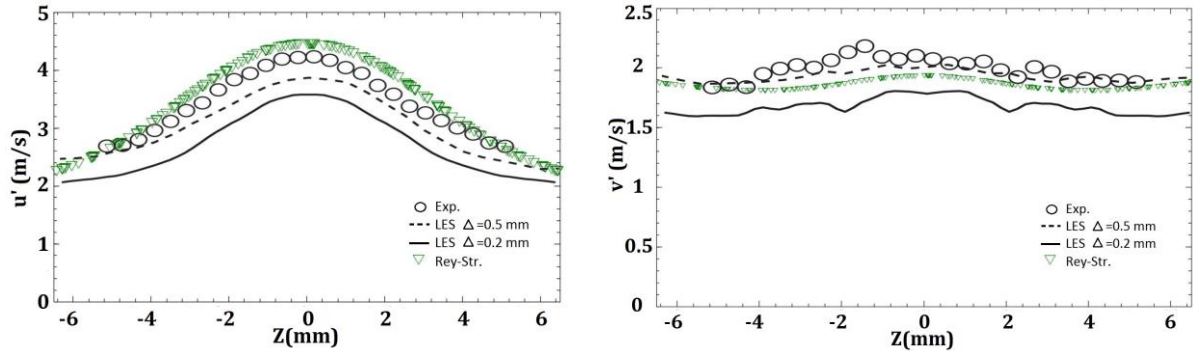 5
4
3
2
1
0
u' (m/s)
Exp.
LES △=0.5 mm
LES △=0.2 mm
Rey-Str.
-6 -4 -2 0 2 4 6
Z(mm)
2.5
2
1.5
1
0.5
0
v' (m/s)
Exp.
LES △=0.5 mm
LES △=0.2 mm
Rey-Str.
-6 -4 -2 0 2 4 6
Z(mm)